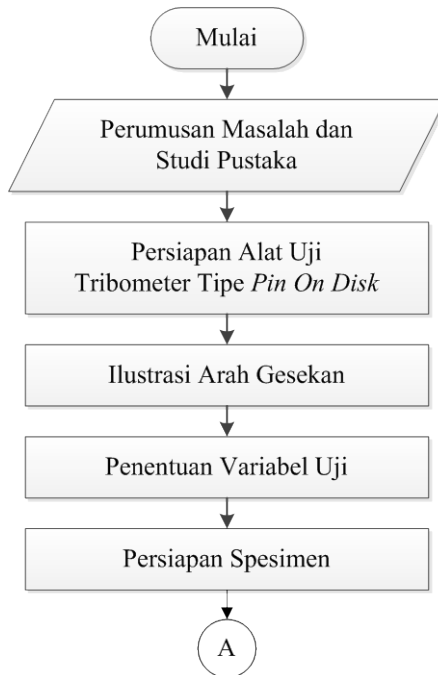 Mulai
Perumusan Masalah dan
Studi Pustaka
Persiapan Alat Uji
Tribometer Tipe Pin On Disk
Ilustrasi Arah Gesekan
Penentuan Variabel Uji
Persiapan Spesimen
A